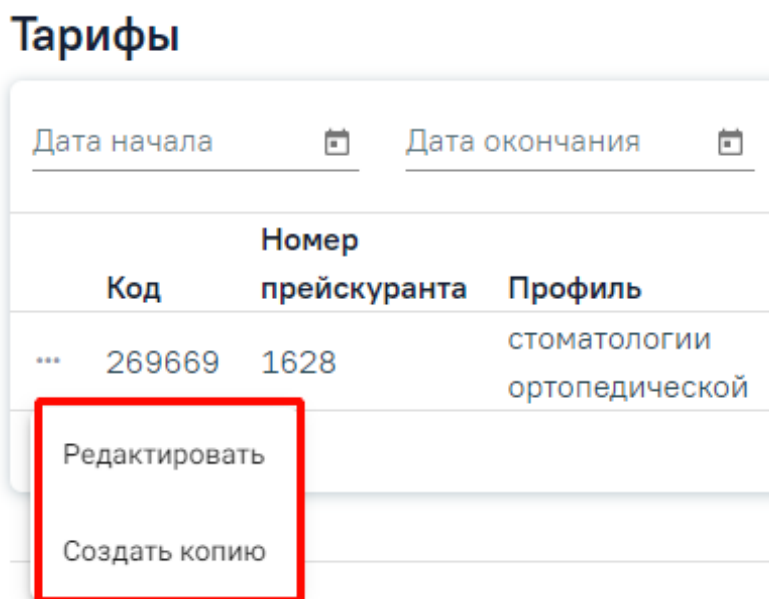 Тарифы
Дата начала Дата окончания
Номер
Код прейскуранта Профиль
стоматологии
••• 269669 1628
ортопедической
Редактировать
Создать копию